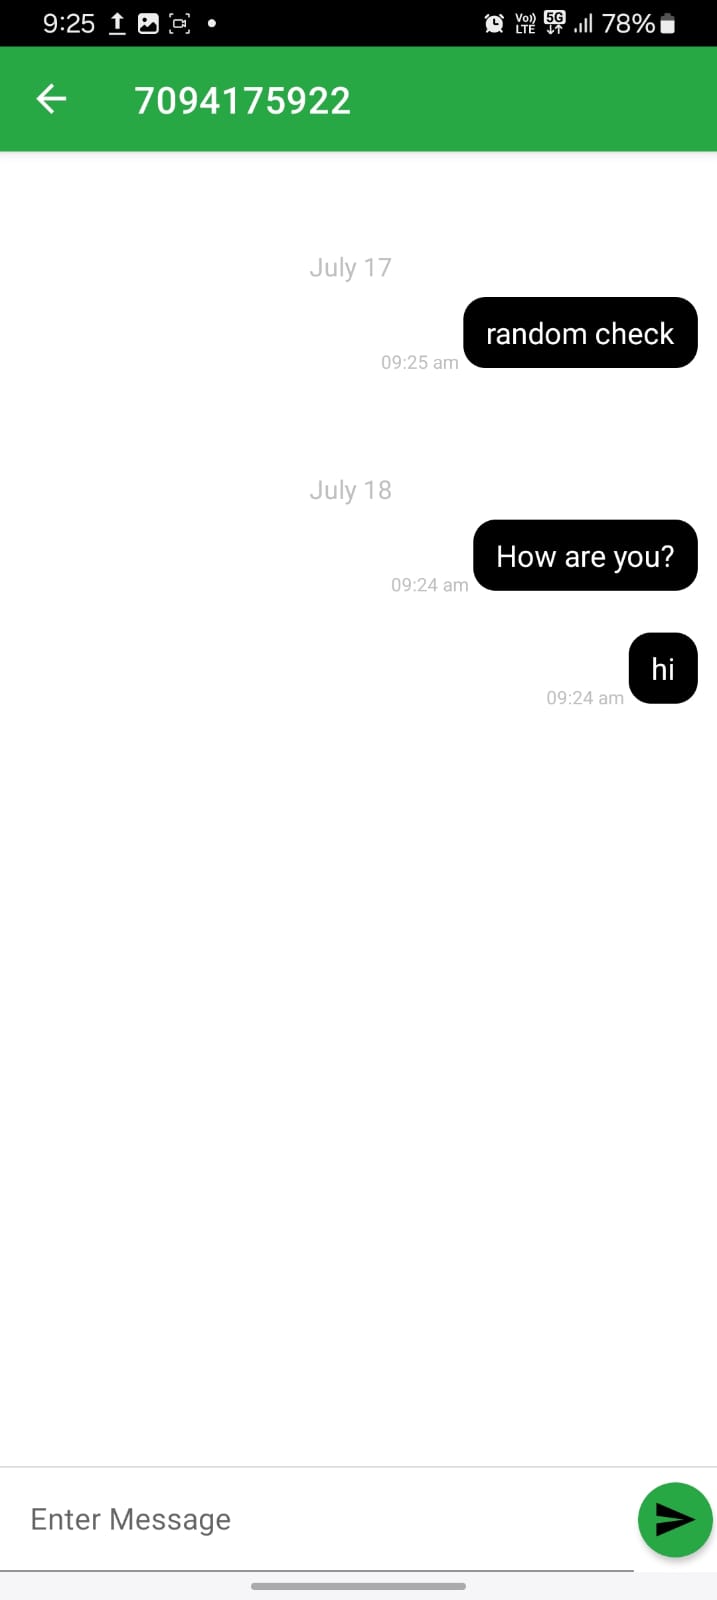 9:25 Vo)) LTE 5G 78%
7094175922
July 17
random check
09:25 am
July 18
How are you?
09:24 am
hi
09:24 am
Enter Message